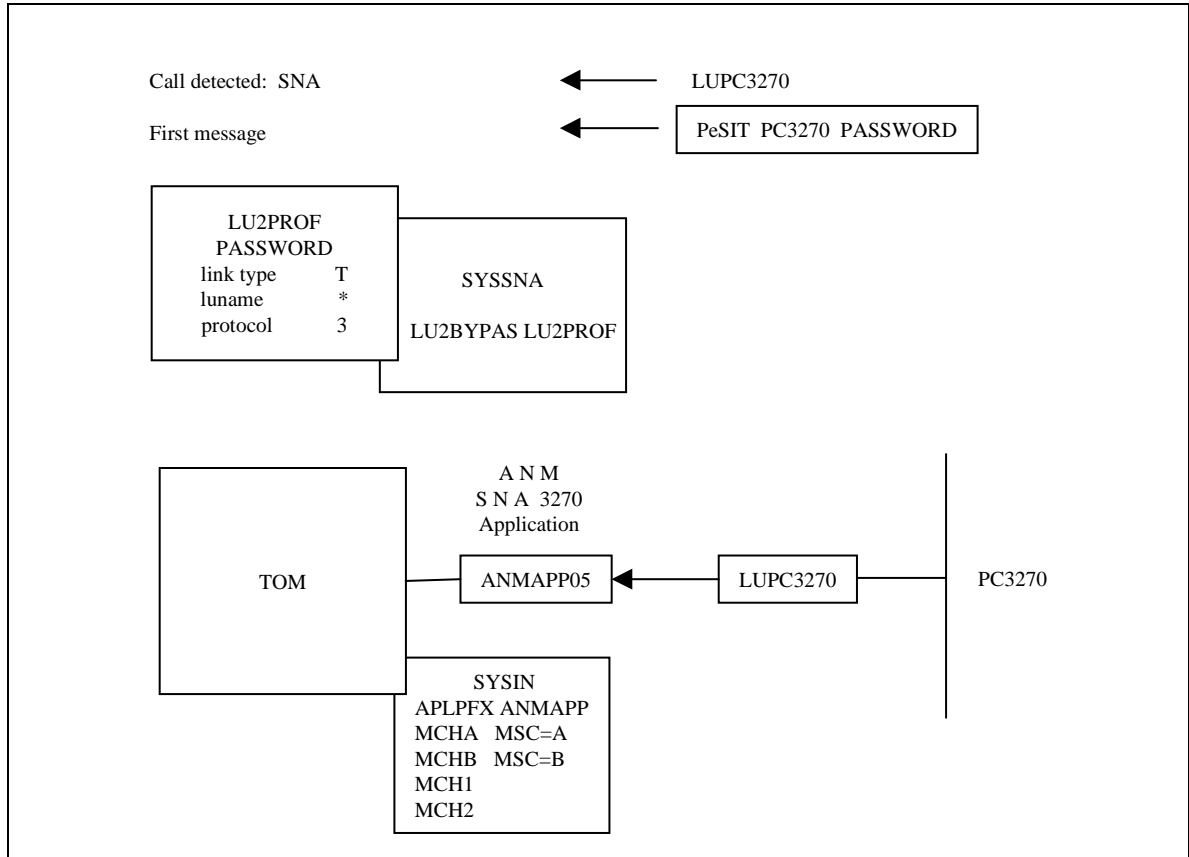 Call detected: SNA
LUPC3270
First message
PeSIT PC3270 PASSWORD
LU2PROF
PASSWORD
link type T
luname *
protocol 3
SYSSNA
LU2BYPAS LU2PROF
A N M
S N A 3270
Application
TOM
ANMAPP05
LUPC3270
PC3270
SYSIN
APLPFX ANMAPP
MCHA MSC=A
MCHB MSC=B
MCH1
MCH2